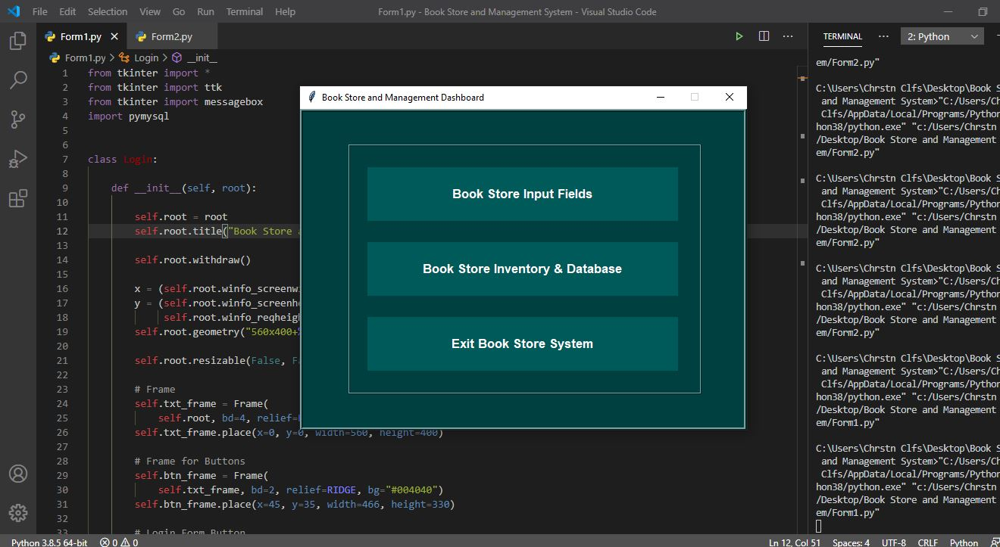 File Edit Selection View Go Run Terminal Help Form1.py - Book Store and Management System - Visual Studio Code
Form1.py Form2.py
Form1.py > Login > __init__
1 from tkinter import *
2 from tkinter import ttk
3 from tkinter import messagebox
4 import pymysql
5
6
7 class Login:
8
9 def __init__(self, root):
10
11 self.root = root
12 self.root.title("Book Store
13
14 self.root.withdraw()
15
16 x = (self.root.winfo_screenwi
17 y = (self.root.winfo_screenhe
18 self.root.winfo_reqheigh
19 self.root.geometry("560x400+
20
21 self.root.resizable(False, Fa
22
23 # Frame
24 self.txt_frame = Frame(
25 self.root, bd=4, relief=
26 self.txt_frame.place(x=0, y=0, width=560, height=400)
27
28 # Frame for Buttons
29 self.btn_frame = Frame(
30 self.txt_frame, bd=2, relief=RIDGE, bg="#004040")
31 self.btn_frame.place(x=45, y=35, width=466, height=330)
32
33 # Login Form Button
Book Store and Management Dashboard
Book Store Input Fields
Book Store Inventory & Database
Exit Book Store System
TERMINAL 2: Python
em/Form2.py"
C:\Users\Chrstn Clfs\Desktop\Book S
and Management System>"C:/Users/Ch
Clfs/AppData/Local/Programs/Python
hon38/python.exe" "c:/Users/Chrstn
/Desktop/Book Store and Management
em/Form2.py"
C:\Users\Chrstn Clfs\Desktop\Book S
and Management System>"C:/Users/Ch
Clfs/AppData/Local/Programs/Python
hon38/python.exe" "c:/Users/Chrstn
/Desktop/Book Store and Management
em/Form2.py"
C:\Users\Chrstn Clfs\Desktop\Book S
and Management System>"C:/Users/Ch
Clfs/AppData/Local/Programs/Python
hon38/python.exe" "c:/Users/Chrstn
/Desktop/Book Store and Management
em/Form2.py"
C:\Users\Chrstn Clfs\Desktop\Book S
and Management System>"C:/Users/Ch
Clfs/AppData/Local/Programs/Python
hon38/python.exe" "c:/Users/Chrstn
/Desktop/Book Store and Management
em/Form1.py"
C:\Users\Chrstn Clfs\Desktop\Book S
and Management System>"C:/Users/Ch
Clfs/AppData/Local/Programs/Python
hon38/python.exe" "c:/Users/Chrstn
/Desktop/Book Store and Management
em/Form1.py"
Python 3.8.5 64-bit 0 0 Ln 12, Col 51 Spaces: 4 UTF-8 CRLF Python